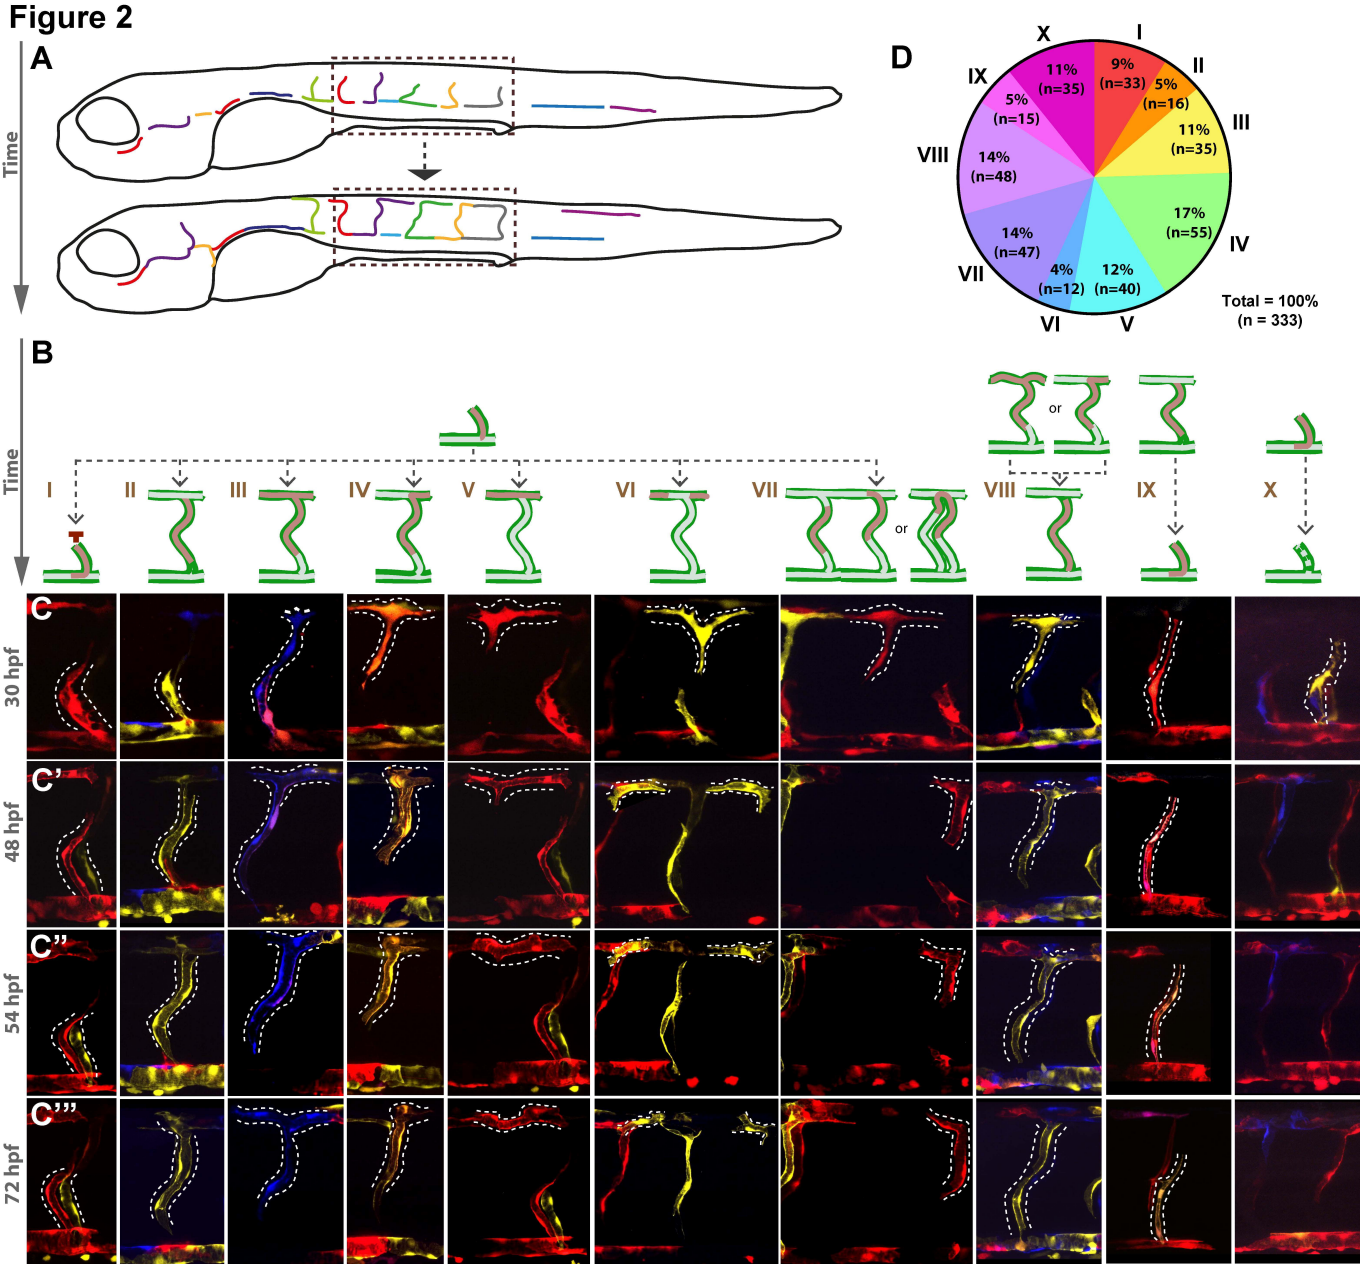 Figure 2
A
Time
D
X
I
II
III
IV
V
VI
VII
VIII
IX
9%
(n=33)
5%
(n=16)
11%
(n=35)
17%
(n=55)
12%
(n=40)
4%
(n=12)
14%
(n=47)
14%
(n=48)
5%
(n=15)
11%
(n=35)
Total = 100%
(n = 333)
B
Time
or
or
I
II
III
IV
V
VI
VII
VIII
IX
X
C
30 hpf
C'
48 hpf
C''
54 hpf
C'''
72 hpf